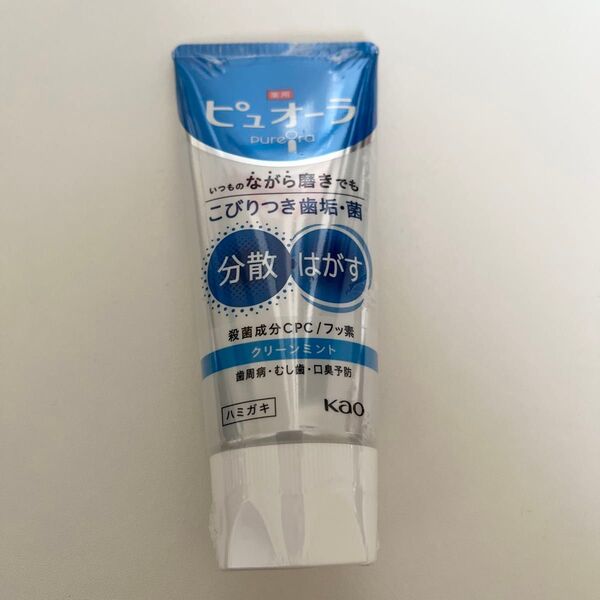 薬用
ピュオーラ
PureOra
いつものながら磨きでも
こびりつき歯垢・菌
分散 はがす
殺菌成分CPC/フッ素
クリーンミント
歯周病・むし歯・口臭予防
ハミガキ Kao